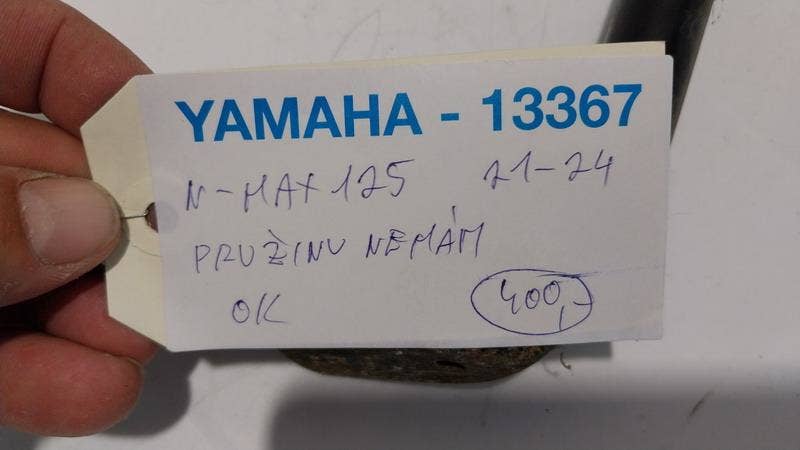 YAMAHA - 13367
N-MAX 125 21-24
PRUŽINU NEMÁM
OK 400,-